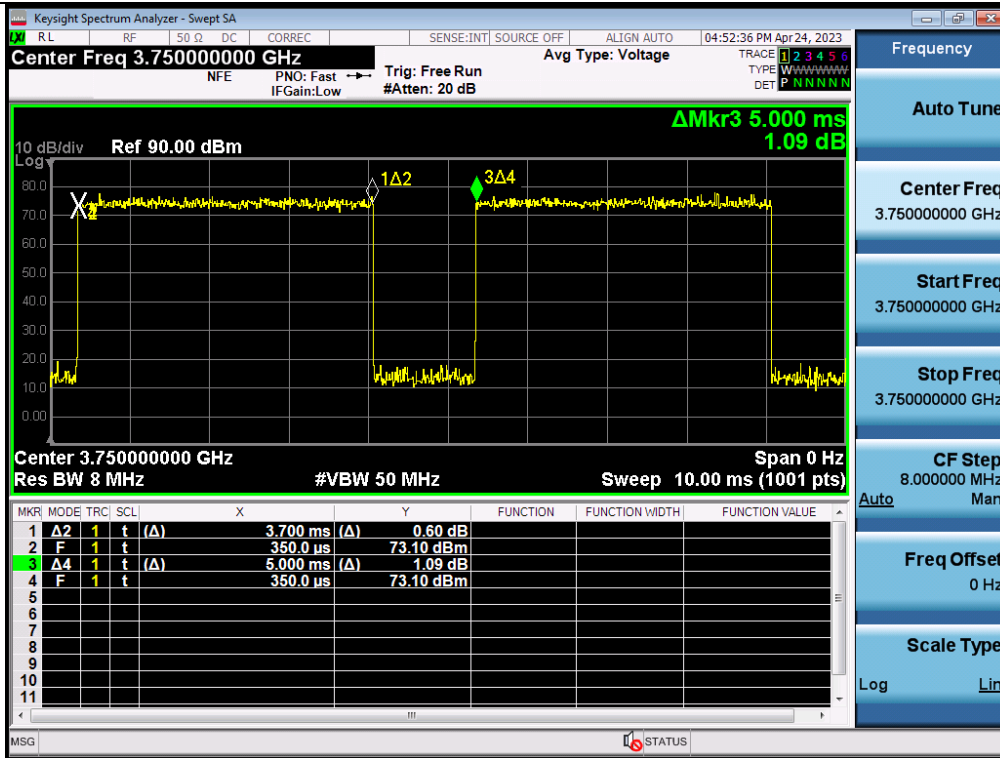 Keysight Spectrum Analyzer - Swept SA
LXI RL RF 50 Ω DC CORREC SENSE:INT SOURCE OFF ALIGN AUTO 04:52:36 PM Apr 24, 2023
Center Freq 3.750000000 GHz
NFE
PNO: Fast
IFGain:Low
Trig: Free Run
#Atten: 20 dB
Avg Type: Voltage
TRACE 1 2 3 4 5 6
TYPE WWWWWW
DET P N N N N N
ΔMkr3 5.000 ms
1.09 dB
10 dB/div Ref 90.00 dBm
Log
80.0
70.0
60.0
50.0
40.0
30.0
20.0
10.0
0.00
1Δ2
3Δ4
Center 3.750000000 GHz Span 0 Hz
Res BW 8 MHz #VBW 50 MHz Sweep 10.00 ms (1001 pts)
MKR MODE TRC SCL X Y FUNCTION FUNCTION WIDTH FUNCTION VALUE
1 Δ2 1 t (Δ) 3.700 ms (Δ) 0.60 dB
2 F 1 t 350.0 µs 73.10 dBm
3 Δ4 1 t (Δ) 5.000 ms (Δ) 1.09 dB
4 F 1 t 350.0 µs 73.10 dBm
5
6
7
8
9
10
11
MSG STATUS
Frequency
Auto Tune
Center Freq
3.750000000 GHz
Start Freq
3.750000000 GHz
Stop Freq
3.750000000 GHz
CF Step
8.000000 MHz
Auto Man
Freq Offset
0 Hz
Scale Type
Log Lin